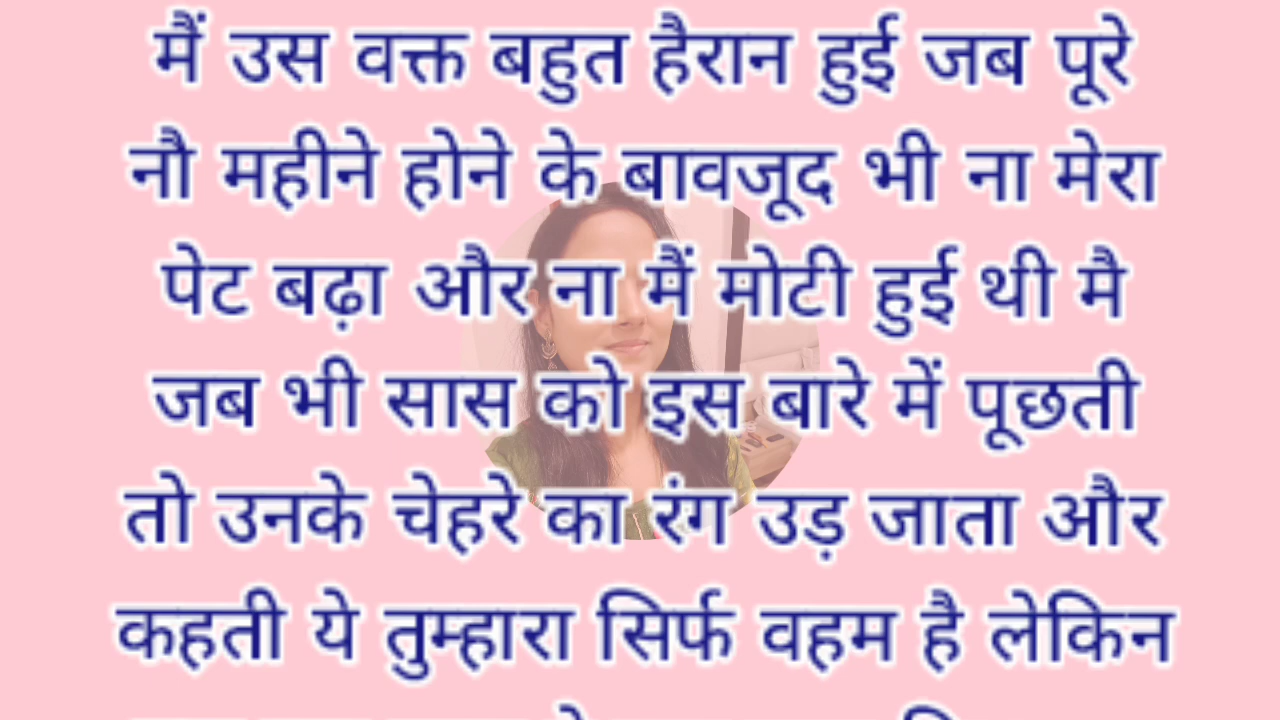 मैं उस वक्त बहुत हैरान हुई जब पूरे
नौ महीने होने के बावजूद भी ना मेरा
पेट बढ़ा और ना मैं मोटी हुई थी मै
जब भी सास को इस बारे में पूछती
तो उनके चेहरे का रंग उड़ जाता और
कहती ये तुम्हारा सिर्फ वहम है लेकिन